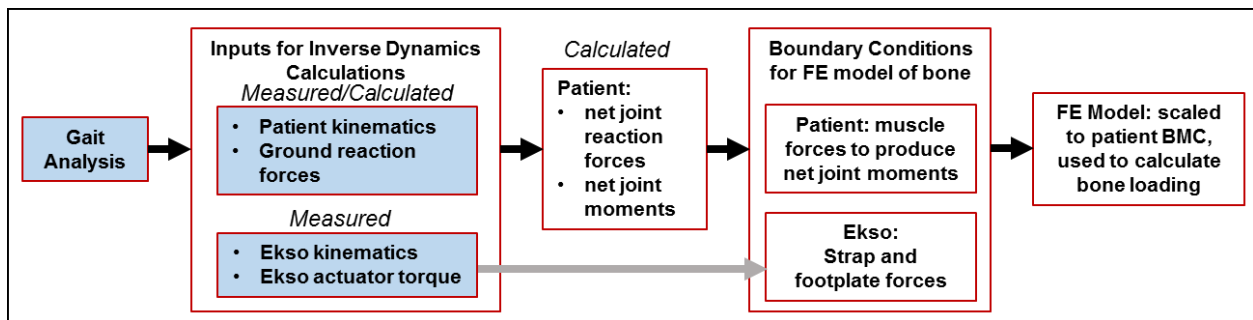 Gait
Analysis
Inputs for Inverse Dynamics
Calculations
Measured/Calculated
• Patient kinematics
• Ground reaction
forces
Measured
• Ekso kinematics
• Ekso actuator torque
Calculated
Patient:
• net joint
reaction
forces
• net joint
moments
Boundary Conditions
for FE model of bone
Patient: muscle
forces to produce
net joint moments
Ekso:
Strap and
footplate forces
FE Model: scaled
to patient BMC,
used to calculate
bone loading